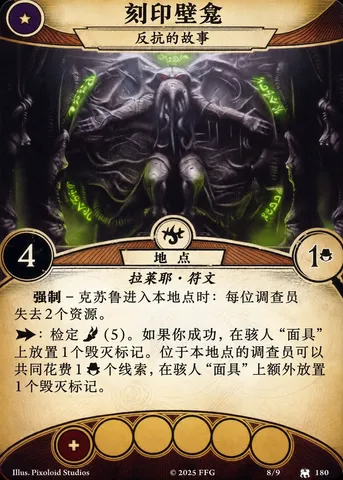 刻印壁龛
反抗的故事
4
地点
1
拉莱耶·符文
强制－克苏鲁进入本地点时：每位调查员
失去2个资源。
：检定（5）。如果你成功，在骇人“面具”
上放置1个毁灭标记。位于本地点的调查员可以
共同花费1个线索，在骇人“面具”上额外放置
1个毁灭标记。
Illus. Pixoloid Studios © 2025 FFG 8/9 180